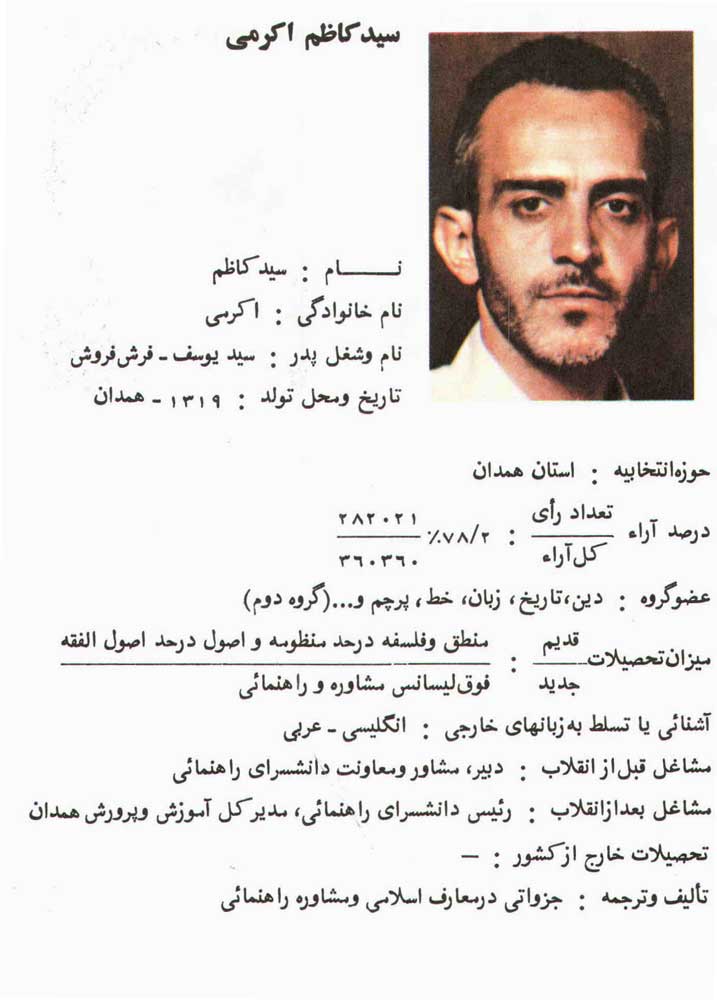 سیدکاظم اکرمی
نـــام : سیدکاظم
نام خانوادگی : اکرمی
نام وشغل پدر : سید یوسف ـ فرش‌فروش
تاریخ ومحل تولد : ۱۳۱۹ ـ همدان
حوزه‌انتخابیه : استان همدان
درصد آراء تعداد رأی / کل‌آراء : ۷۸/۲٪ ۲۸۲۰۲۱ / ۳۶۰۳۶۰
عضوگروه : دین،تاریخ، زبان، خط، پرچم و...(گروه دوم)
میزان‌تحصیلات قدیم / جدید : منطق وفلسفه درحد منظومه و اصول درحد اصول الفقه / فوق‌لیسانس مشاوره و راهنمائی
آشنائی یا تسلط به‌زبانهای خارجی : انگلیسی ـ عربی
مشاغل قبل‌از انقلاب : دبیر، مشاور ومعاونت دانشسرای راهنمائی
مشاغل بعدازانقلاب : رئیس دانشسرای راهنمائی، مدیرکل آموزش وپرورش همدان
تحصیلات خارج ازکشور : ـ
تألیف وترجمه : جزواتی درمعارف اسلامی ومشاوره راهنمائی